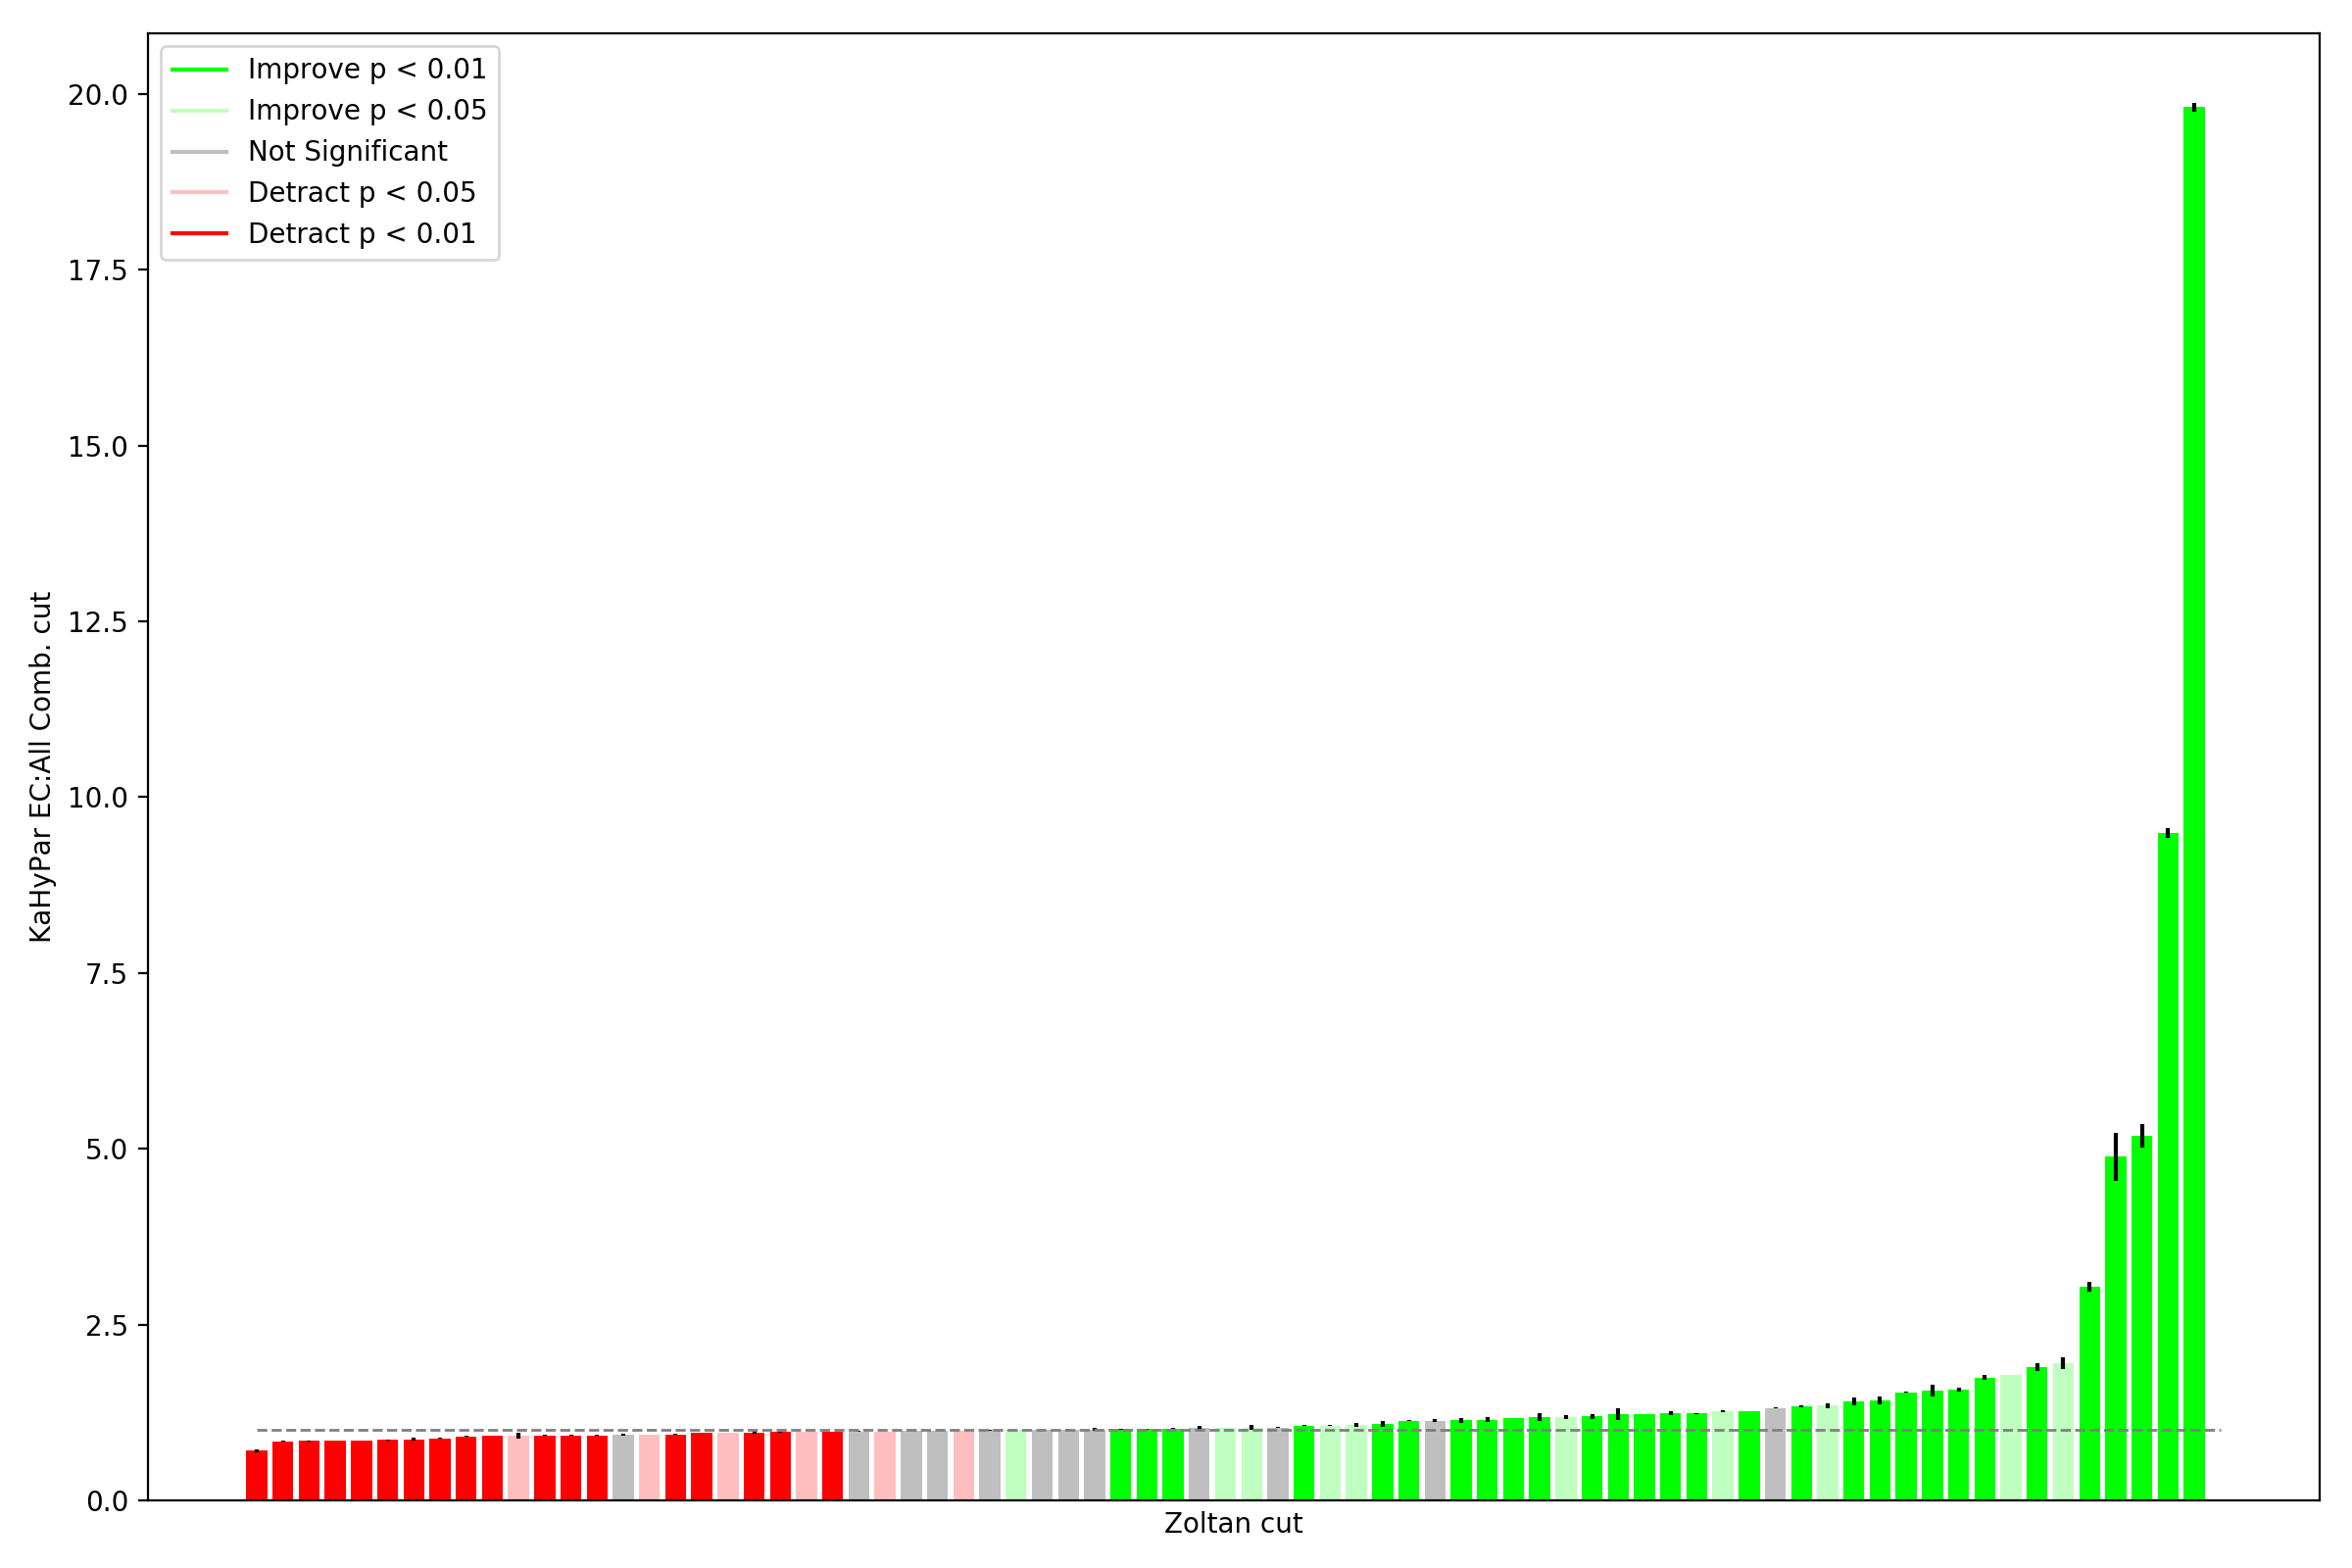 Improve p < 0.01
Improve p < 0.05
Not Significant
Detract p < 0.05
Detract p < 0.01
20.0
17.5
15.0
12.5
10.0
7.5
5.0
2.5
0.0
KaHyPar EC:All Comb. cut
Zoltan cut